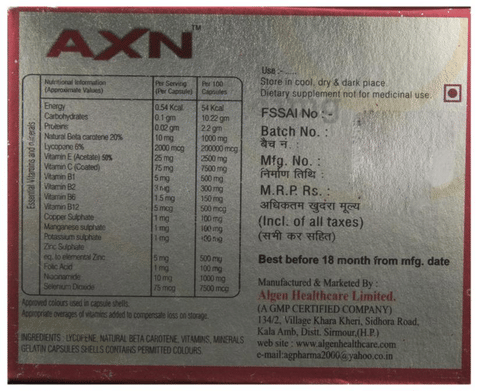 AXN™
Nutritional Information (Approximate Values) Per Serving (Per Capsule) Per 100 Capsules
Energy 0.54 Kcal 54 Kcal
Carbohydrates 0.1 gm 10.22 gm
Proteins 0.02 gm 2.2 gm
Natural Beta carotene 20% 10 mg 1000 mg
Lycopane 6% 2000 mcg 200000 mcg
Vitamin E (Acetate) 50% 25 mg 2500 mg
Vitamin C (Coated) 75 mg 7500 mg
Vitamin B1 5 mg 500 mg
Vitamin B2 3 mg 300 mg
Vitamin B6 1.5 mg 150 mg
Vitamin B12 5 mcg 500 mcg
Copper Sulphate 1 mg 100 mg
Manganese sulphate 1 mg 100 mg
Potassium sulphate 1 mg 100 mg
Zinc Sulphate
eq. to elemental Zinc 5 mg 500 mg
Folic Acid 1 mg 100 mg
Niacinamide 10 mg 1000 mg
Selenium Dioxide 75 mcg 7500 mcg
Essential Vitamins and minerals
Approved colours used in capsule shells.
Appropriate overages of vitamins added to compensate loss on storage.
INGREDIENTS : LYCOPENE, NATURAL BETA CAROTENE, VITAMINS, MINERALS
GELATIN CAPSULES SHELLS CONTAINS PERMITTED COLOURS.
Use :-
Store in cool, dry & dark place.
Dietary supplement not for medicinal use.
FSSAI No :-
Batch No. :
बैच न. :
Mfg. No. :
निर्माण तिथि :
M.R.P. Rs. :
अधिकतम खुदरा मूल्य
(Incl. of all taxes)
(सभी कर सहित)
Best before 18 month from mfg. date
Manufactured & Marketed By :
Algen Healthcare Limited.
(A GMP CERTIFIED COMPANY)
134/2, Village Khara Kheri, Sidhora Road,
Kala Amb, Distt. Sirmour,(H.P.)
web site : www.algenhealthcare.com
e-mail:agpharma2000@yahoo.co.in